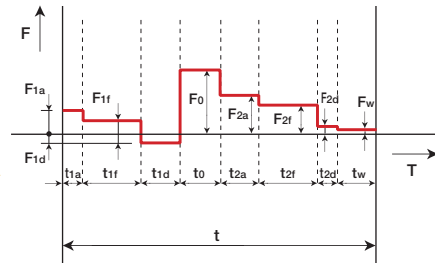 F
F1a
F1f
F0
F2a
F2f
F2d
Fw
F1d
t1a t1f t1d t0 t2a t2f t2d tw
T
t